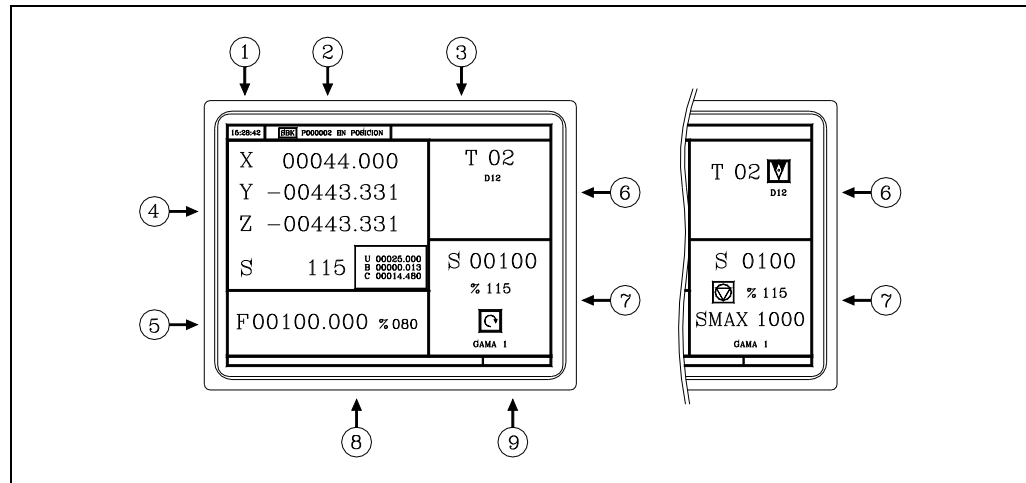 1 2 3
15:28:42 SBK P000002 EN POSICION
X 00044.000
Y -00443.331
Z -00443.331
S 115
U 00025.000
B 00000.013
C 00014.480
F00100.000 % 080
T 02
D12
S 00100
% 115
GAMA 1
4
5
6
7
8 9
T 02
D12
S 0100
% 115
SMAX 1000
GAMA 1
6
7